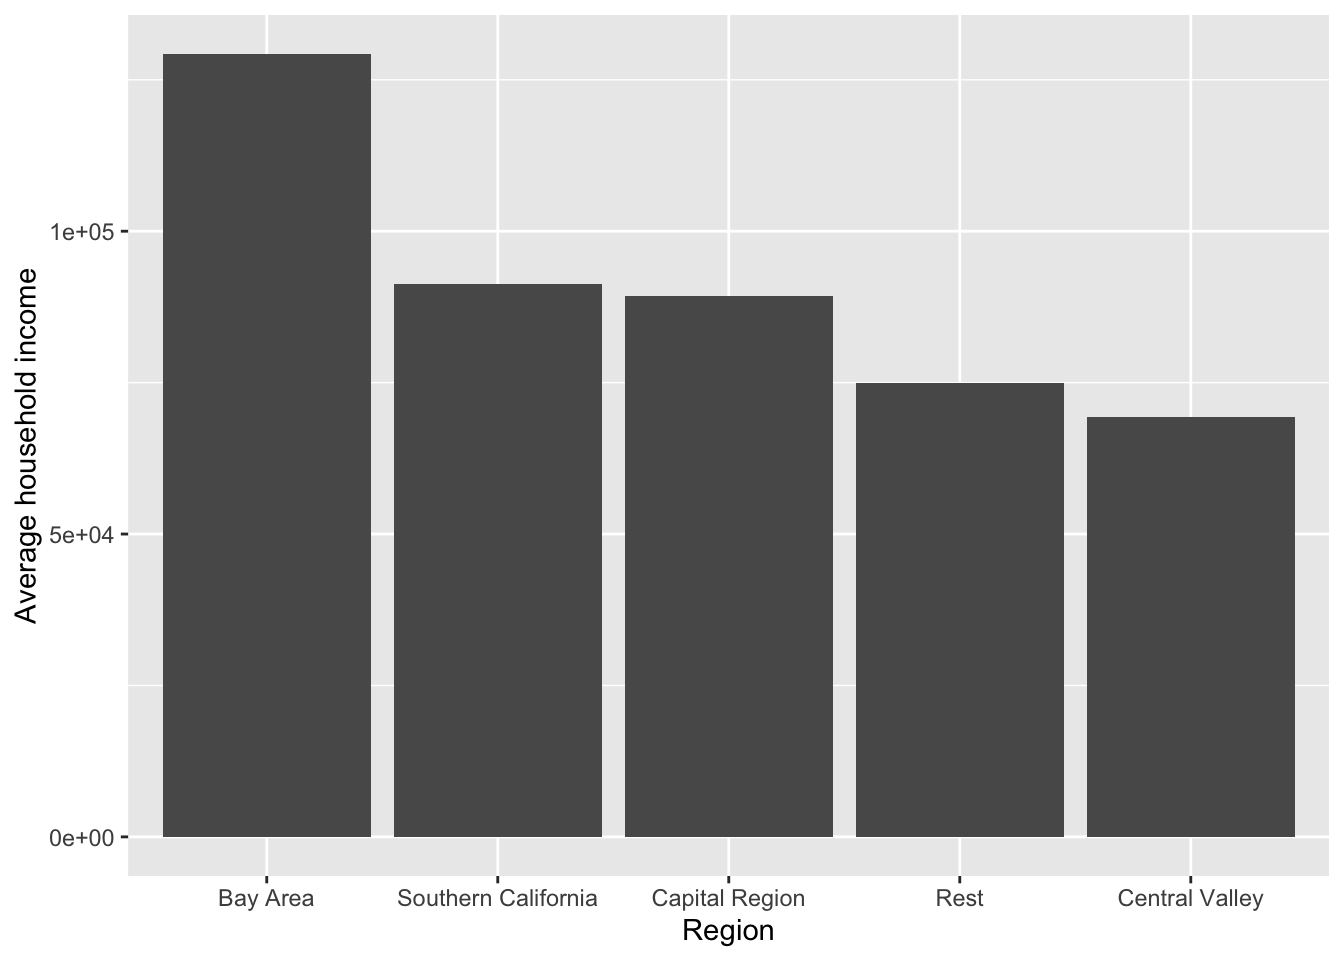 Average household income
1e+05
5e+04
0e+00
Bay Area Southern California Capital Region Rest Central Valley
Region